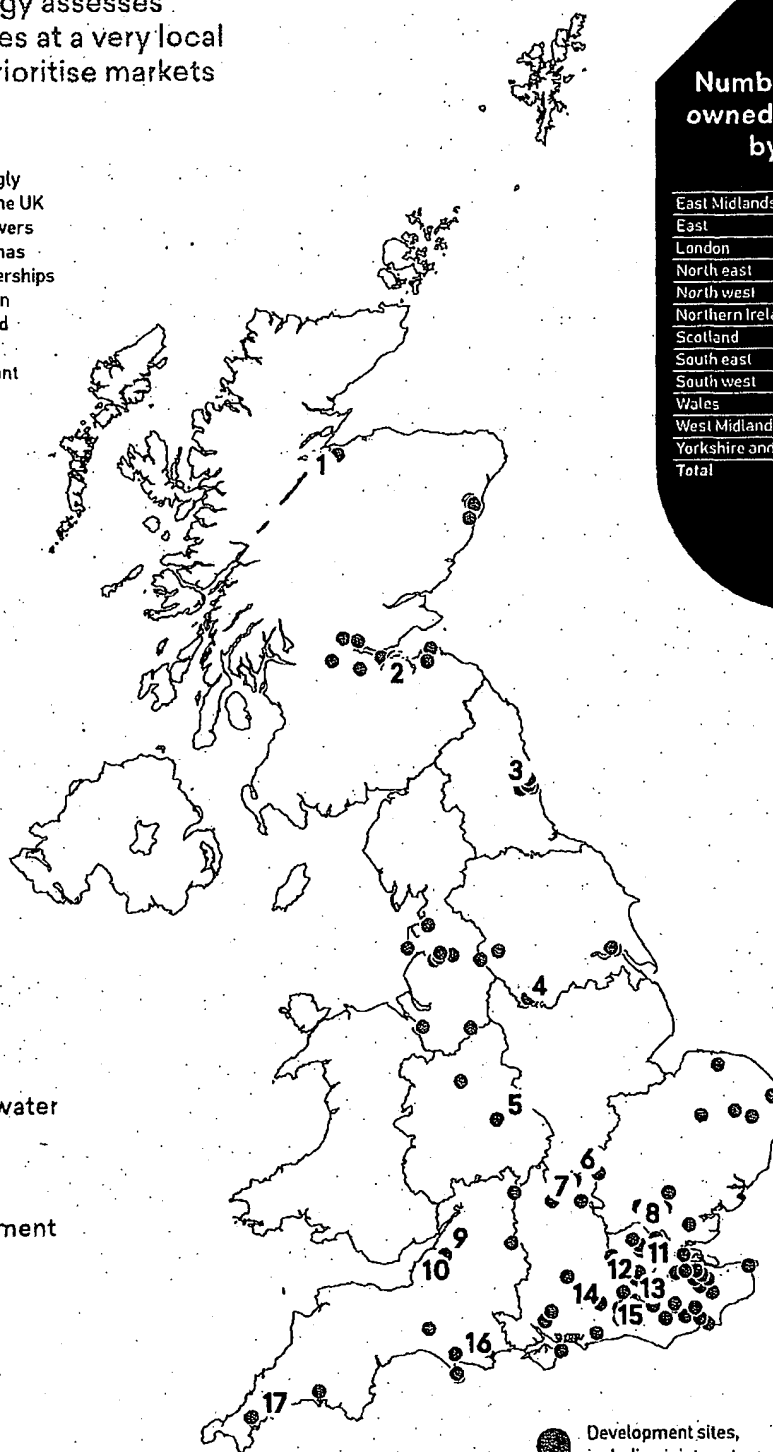 gy assesses
es at a very local
rioritise markets
gly
he UK
vers
has
erships
n
d
nt
Numb
owned
by
East Midlands
East
London
North east
North west
Northern Irela
Scotland
South east
South west
Wales
West Midland
Yorkshire and
Total
1
2
3
4
5
6
7
8
9
10
11
12
13
14
15
16
17
water
ment
Development sites,